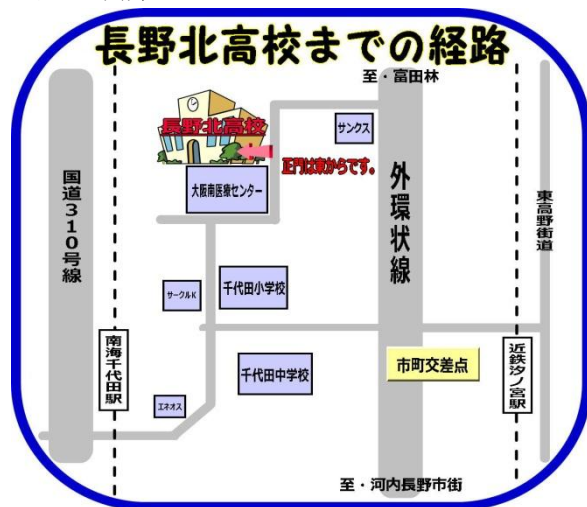 長野北高校までの経路
至・富田林
サンクス
長野北高校
正門は東からです。
大阪南医療センター
国道310号線
外環状線
東高野街道
サークルK
千代田小学校
南海千代田駅
千代田中学校
市町交差点
近鉄汐ノ宮駅
エネオス
至・河内長野市街